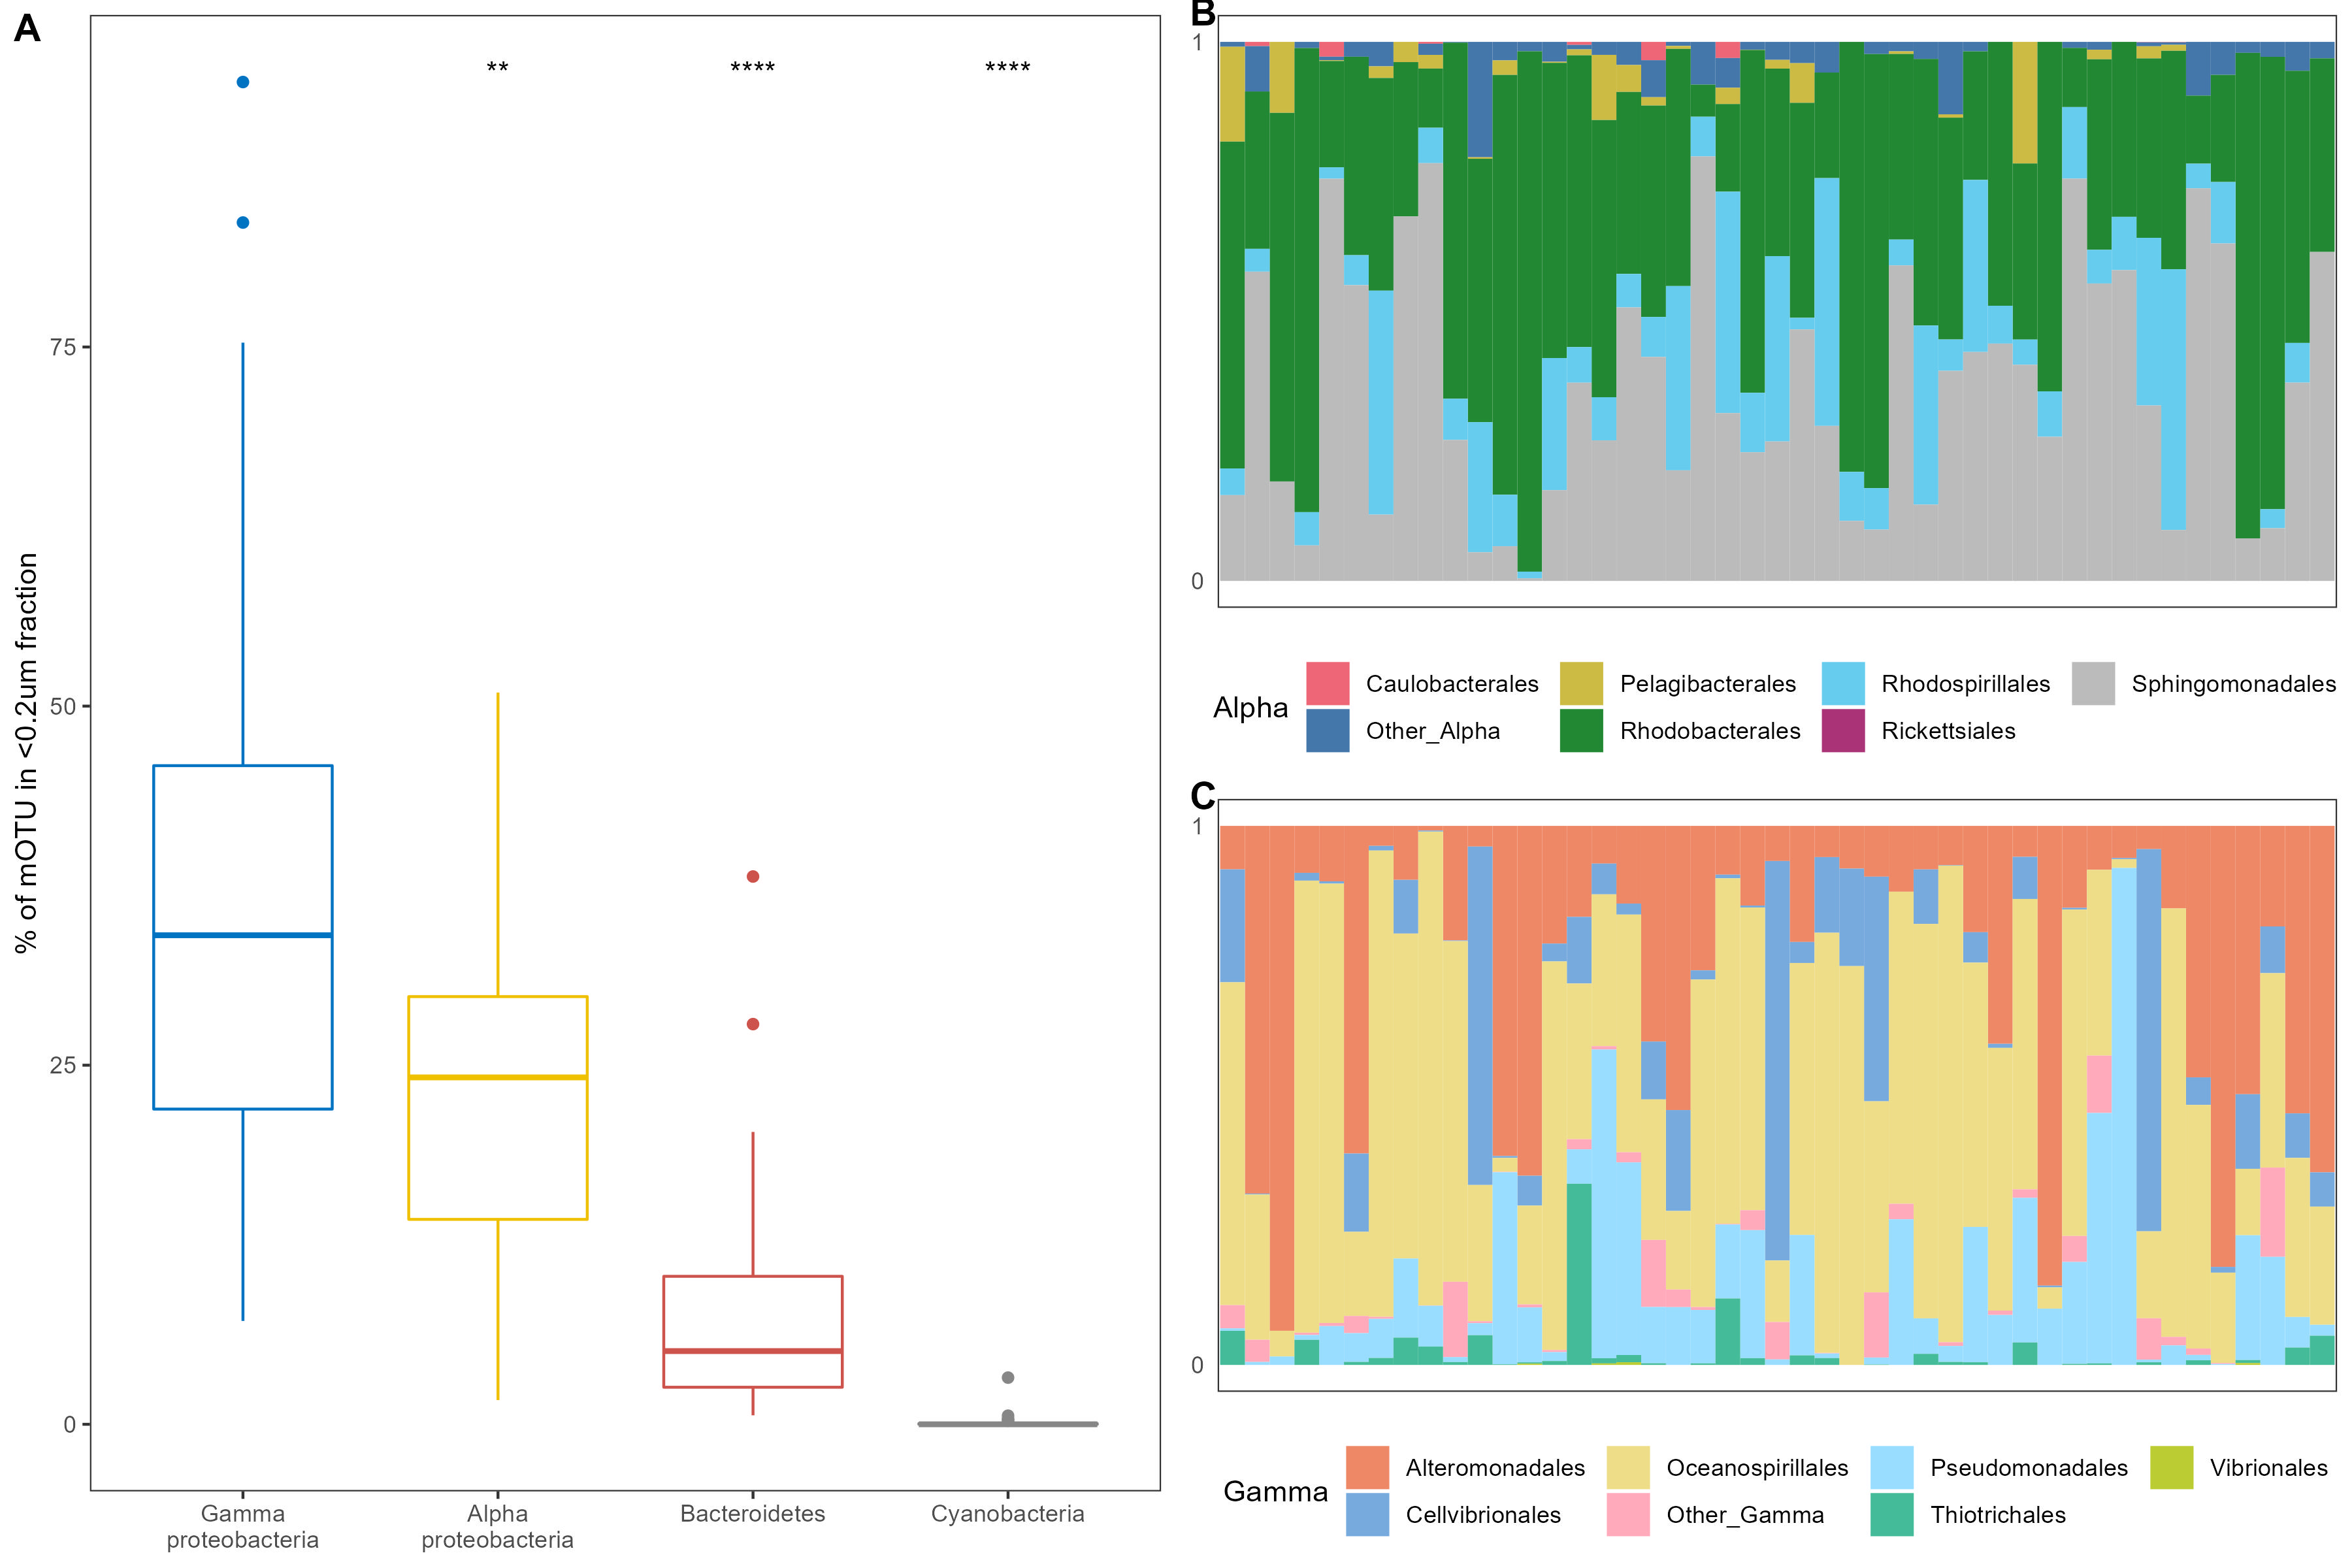 A
** **** ****
75
50
25
0
% of mOTU in <0.2um fraction
Gamma proteobacteria
Alpha proteobacteria
Bacteroidetes
Cyanobacteria
B
1
0
Alpha
Caulobacterales Pelagibacterales Rhodospirillales Sphingomonadales
Other_Alpha Rhodobacterales Rickettsiales
C
1
0
Gamma
Alteromonadales Oceanospirillales Pseudomonadales Vibrionales
Cellvibrionales Other_Gamma Thiotrichales